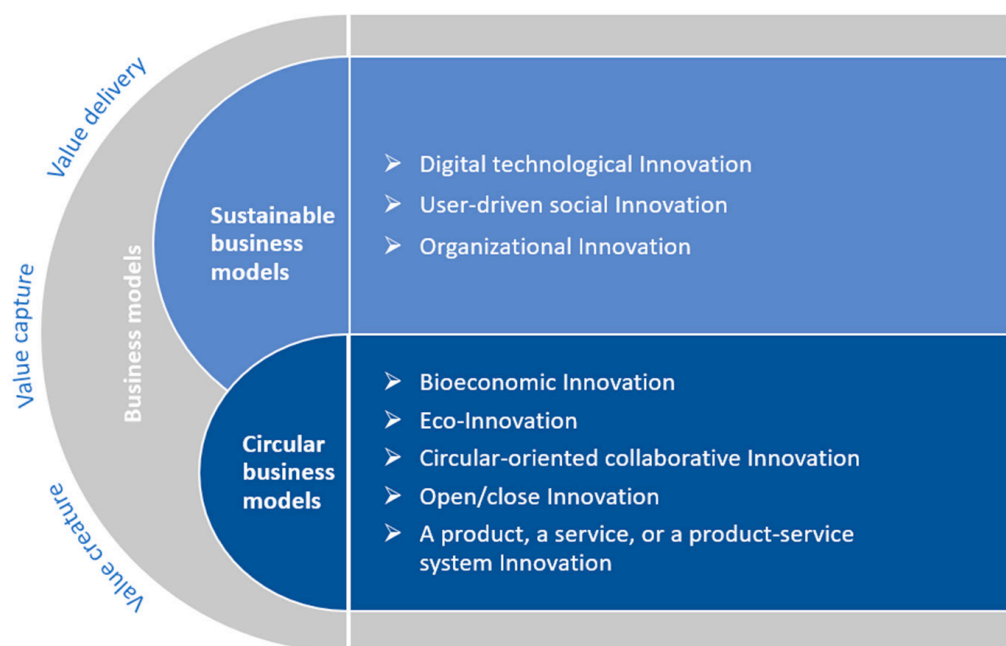 Value delivery
Value capture
Value creature
Business models
Sustainable
business
models
➢ Digital technological Innovation
➢ User-driven social Innovation
➢ Organizational Innovation
Circular
business
models
➢ Bioeconomic Innovation
➢ Eco-Innovation
➢ Circular-oriented collaborative Innovation
➢ Open/close Innovation
➢ A product, a service, or a product-service
system Innovation